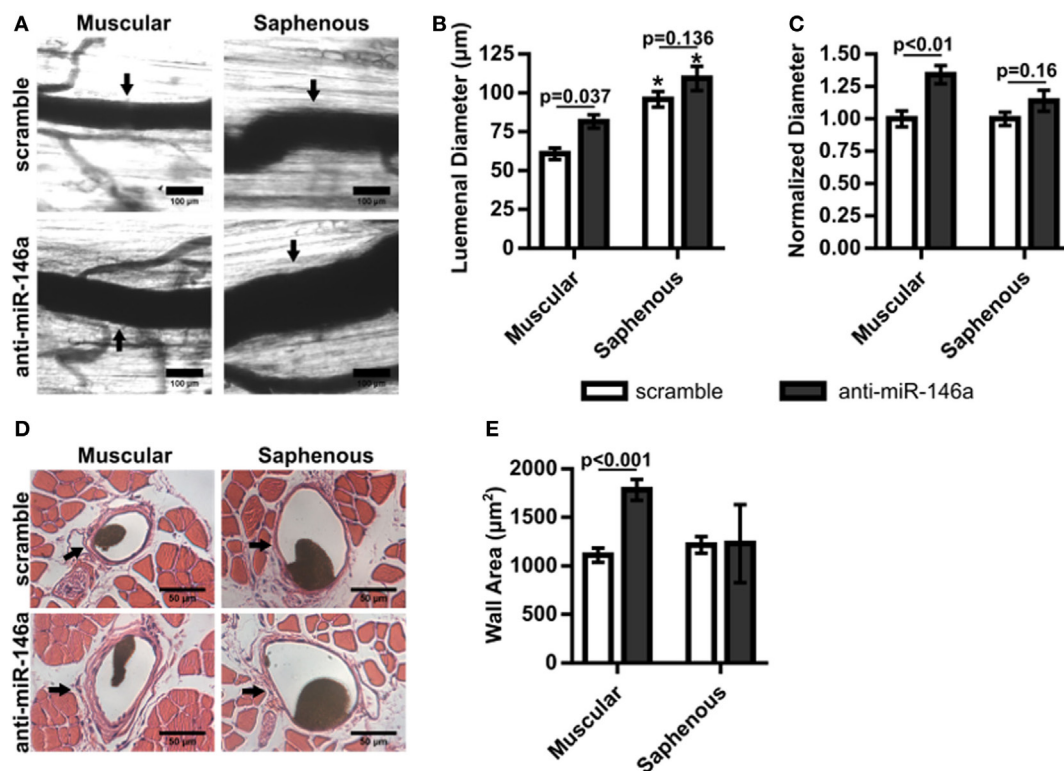 A
Muscular
Saphenous
scramble
100 µm
100 µm
anti-miR-146a
100 µm
100 µm
B
Luemenal Diameter (µm)
125
100
75
50
25
0
p=0.037
p=0.136
*
*
Muscular
Saphenous
C
Normalized Diameter
1.50
1.25
1.00
0.75
0.50
0.25
0.00
p<0.01
p=0.16
Muscular
Saphenous
scramble
anti-miR-146a
D
Muscular
Saphenous
scramble
50 µm
50 µm
anti-miR-146a
50 µm
50 µm
E
Wall Area (µm²)
2000
1500
1000
500
0
p<0.001
Muscular
Saphenous